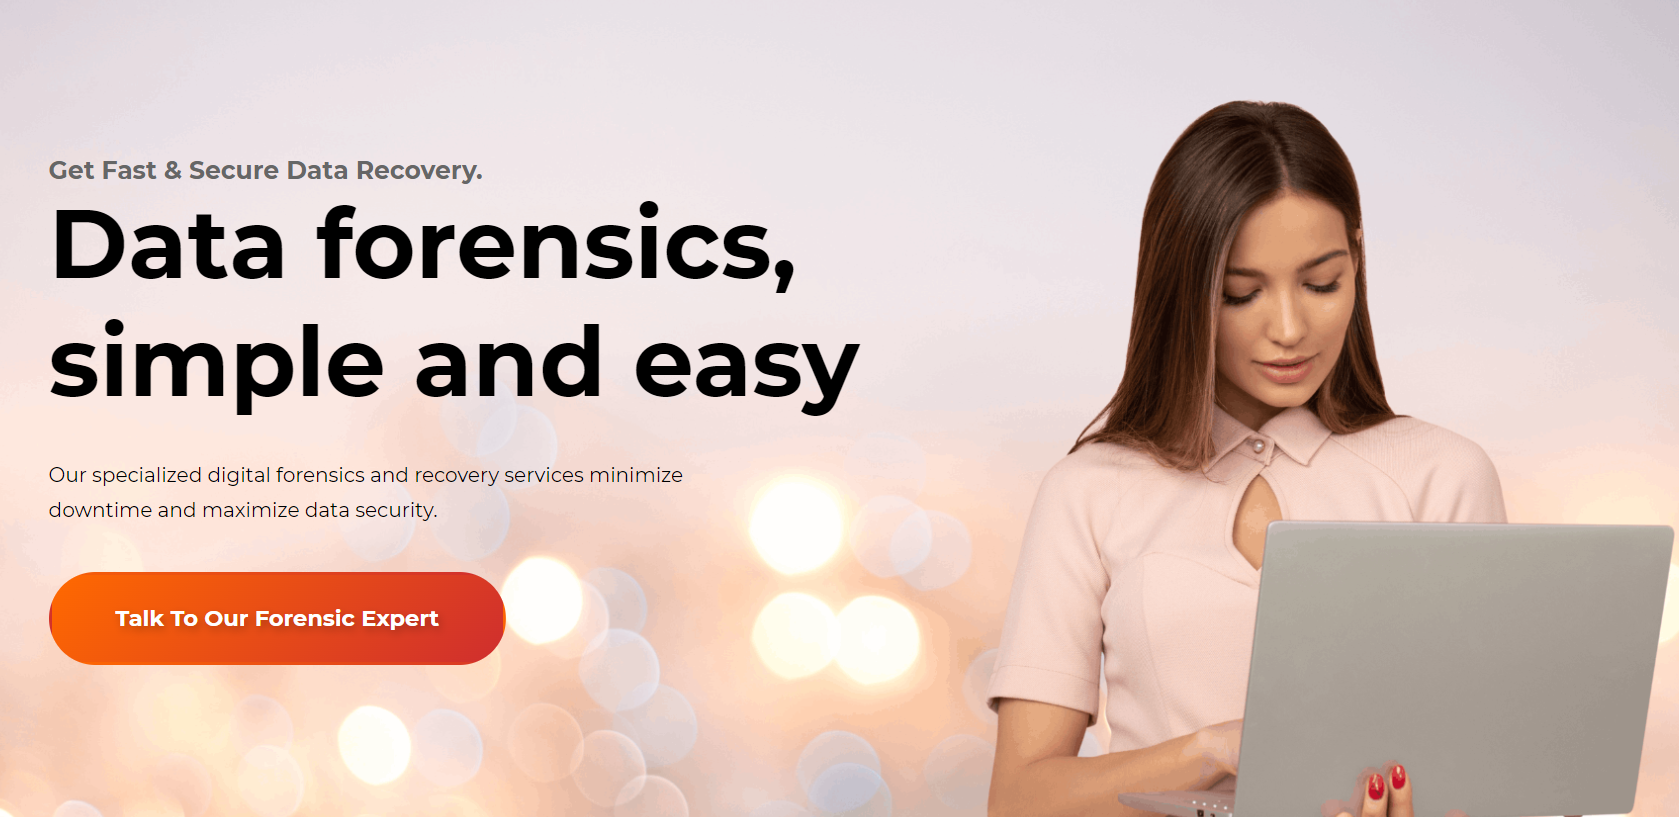 Get Fast & Secure Data Recovery.
Data forensics,
simple and easy
Our specialized digital forensics and recovery services minimize
downtime and maximize data security.
Talk To Our Forensic Expert